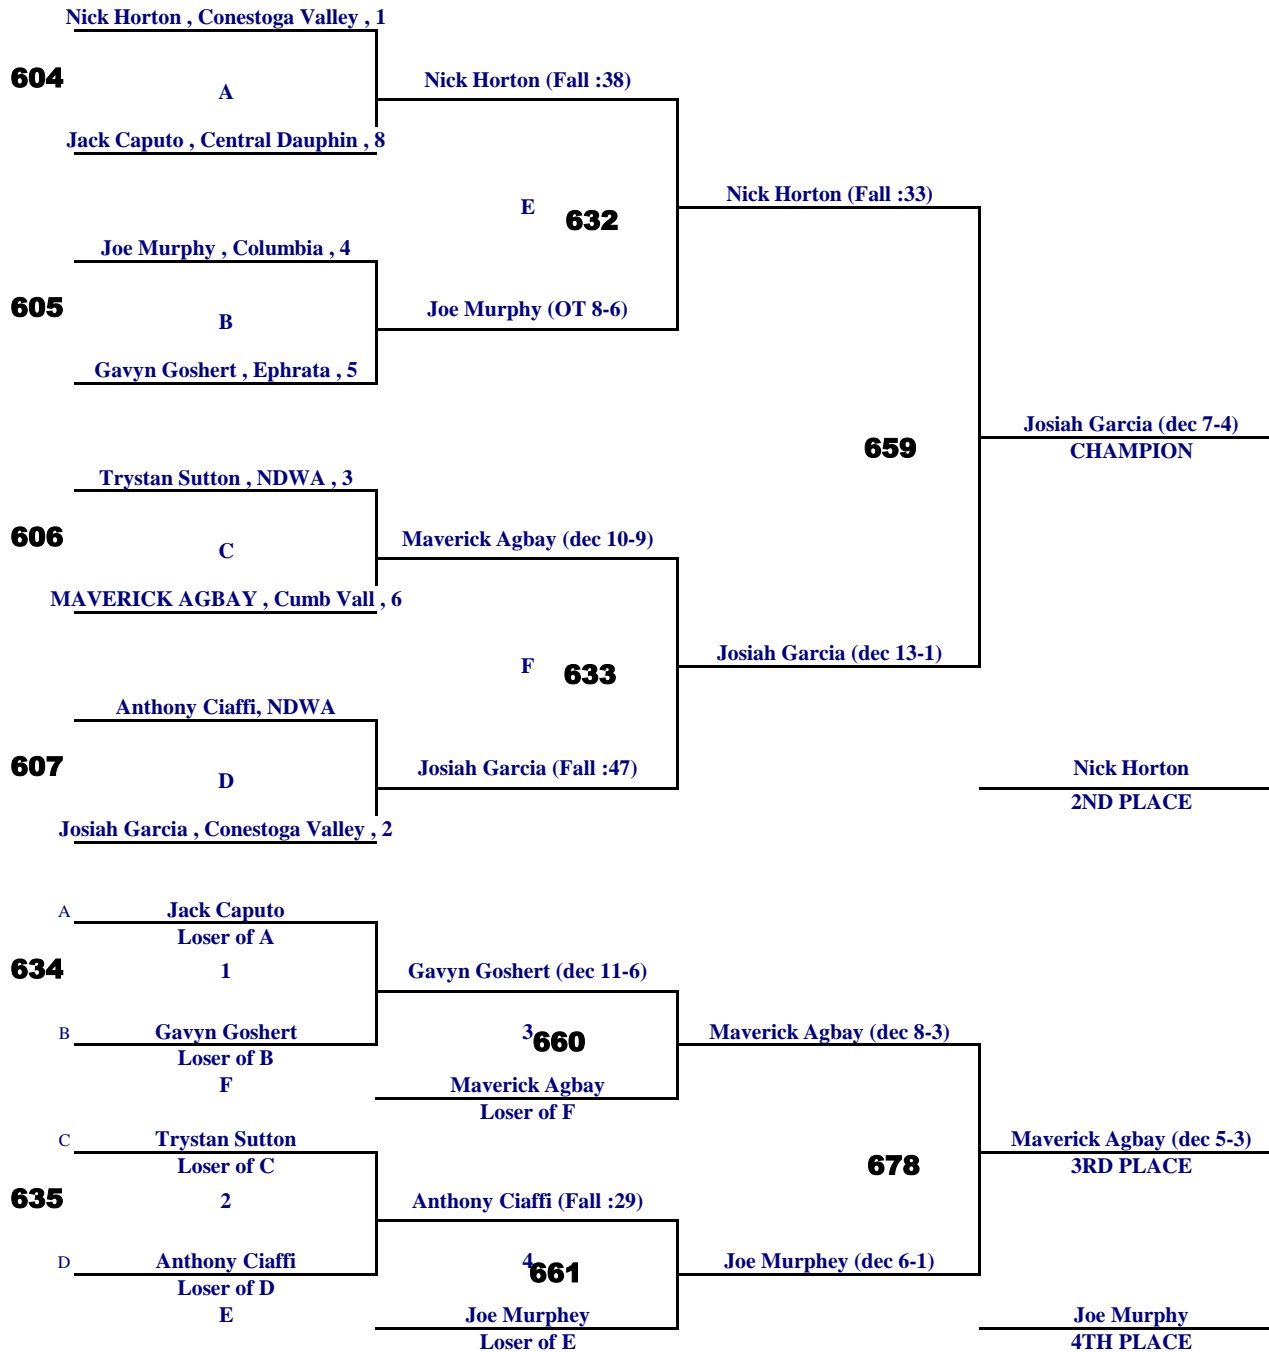 Nick Horton , Conestoga Valley , 1
604
A
Nick Horton (Fall :38)
Jack Caputo , Central Dauphin , 8
E
632
Nick Horton (Fall :33)
Joe Murphy , Columbia , 4
605
B
Joe Murphy (OT 8-6)
Gavyn Goshert , Ephrata , 5
659
Josiah Garcia (dec 7-4)
CHAMPION
Trystan Sutton , NDWA , 3
606
C
Maverick Agbay (dec 10-9)
MAVERICK AGBAY , Cumb Vall , 6
F
633
Josiah Garcia (dec 13-1)
Anthony Ciaffi, NDWA
607
D
Josiah Garcia (Fall :47)
Nick Horton
2ND PLACE
Josiah Garcia , Conestoga Valley , 2
A
Jack Caputo
Loser of A
634
1
Gavyn Goshert (dec 11-6)
B
Gavyn Goshert
Loser of B
3
660
Maverick Agbay (dec 8-3)
F
Maverick Agbay
Loser of F
C
Trystan Sutton
Loser of C
678
Maverick Agbay (dec 5-3)
3RD PLACE
635
2
Anthony Ciaffi (Fall :29)
D
Anthony Ciaffi
Loser of D
4
661
Joe Murphey (dec 6-1)
E
Joe Murphey
Loser of E
Joe Murphy
4TH PLACE